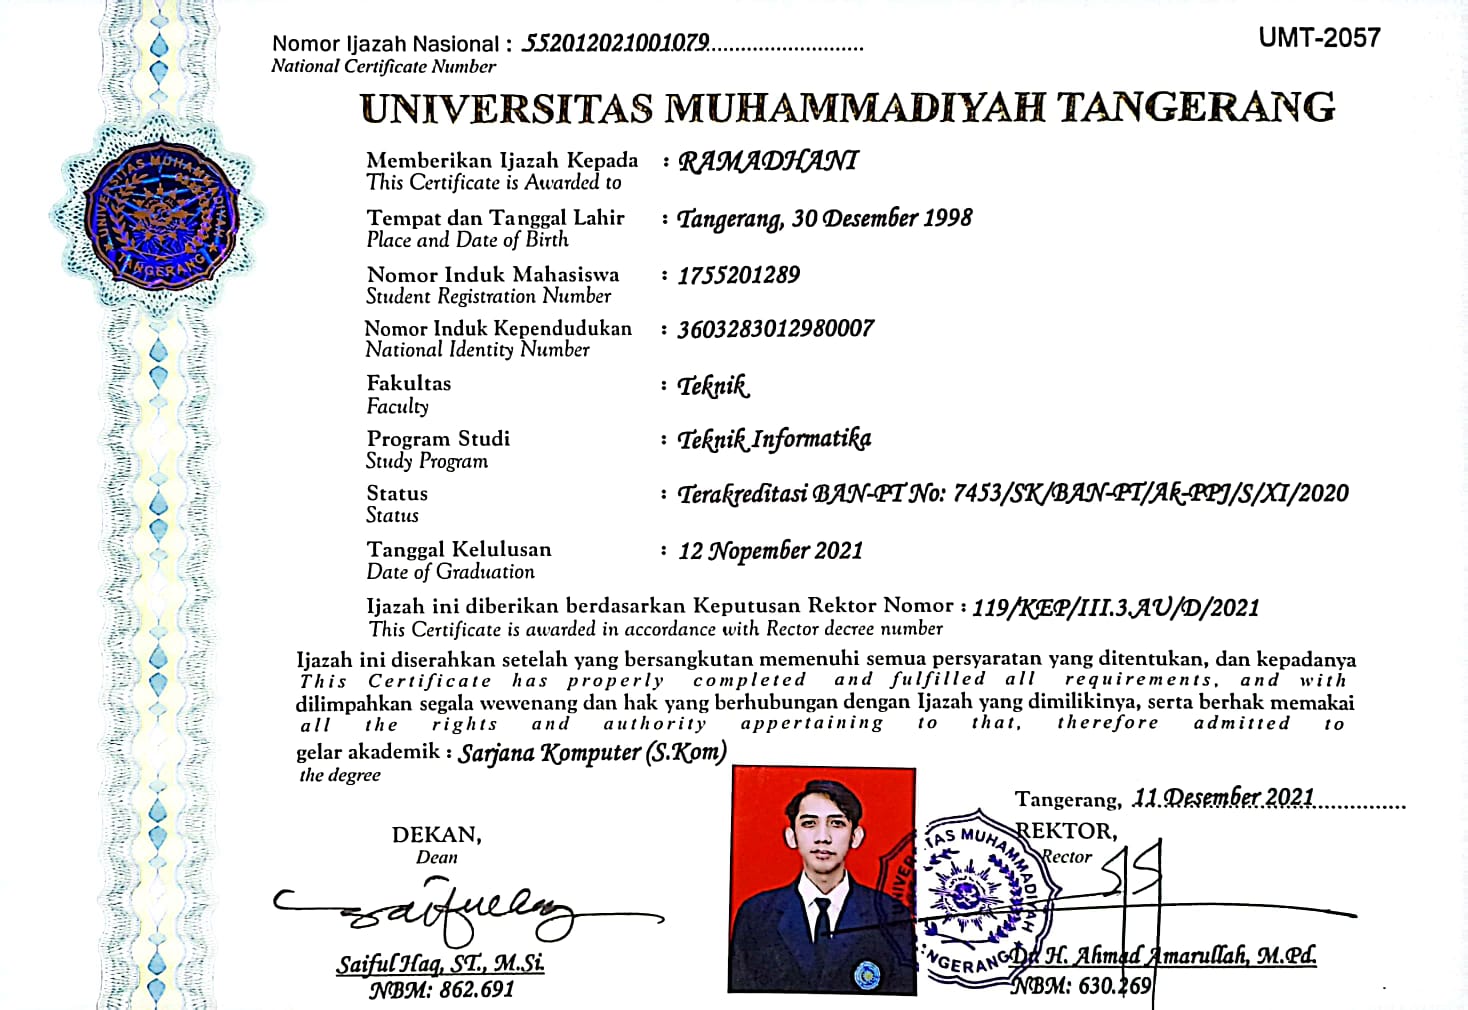 Nomor Ijazah Nasional : 552012021001079............................
National Certificate Number
UMT-2057
UNIVERSITAS MUHAMMADIYAH TANGERANG
UNIVERSITAS MUHAMMADIYAH
TANGERANG
Memberikan Ijazah Kepada : RAMADHANI
This Certificate is Awarded to
Tempat dan Tanggal Lahir : Tangerang, 30 Desember 1998
Place and Date of Birth
Nomor Induk Mahasiswa : 1755201289
Student Registration Number
Nomor Induk Kependudukan : 3603283012980007
National Identity Number
Fakultas : Teknik
Faculty
Program Studi : Teknik Informatika
Study Program
Status : Terakreditasi BAN-PT No: 7453/SK/BAN-PT/Ak-PPJ/S/XI/2020
Status
Tanggal Kelulusan : 12 Nopember 2021
Date of Graduation
Ijazah ini diberikan berdasarkan Keputusan Rektor Nomor : 119/KEP/III.3.AU/D/2021
This Certificate is awarded in accordance with Rector decree number
Ijazah ini diserahkan setelah yang bersangkutan memenuhi semua persyaratan yang ditentukan, dan kepadanya
This Certificate has properly completed and fulfilled all requirements, and with
dilimpahkan segala wewenang dan hak yang berhubungan dengan Ijazah yang dimilikinya, serta berhak memakai
all the rights and authority appertaining to that, therefore admitted to
gelar akademik : Sarjana Komputer (S.Kom)
the degree
Tangerang, 11 Desember 2021...............
DEKAN,
Dean
REKTOR,
Rector
UNIVERSITAS MUHAMMADIYAH
TANGERANG
Saiful Haq, ST., M.Si.
NBM: 862.691
H. Ahmad Amarullah, M.Pd.
NBM: 630.269